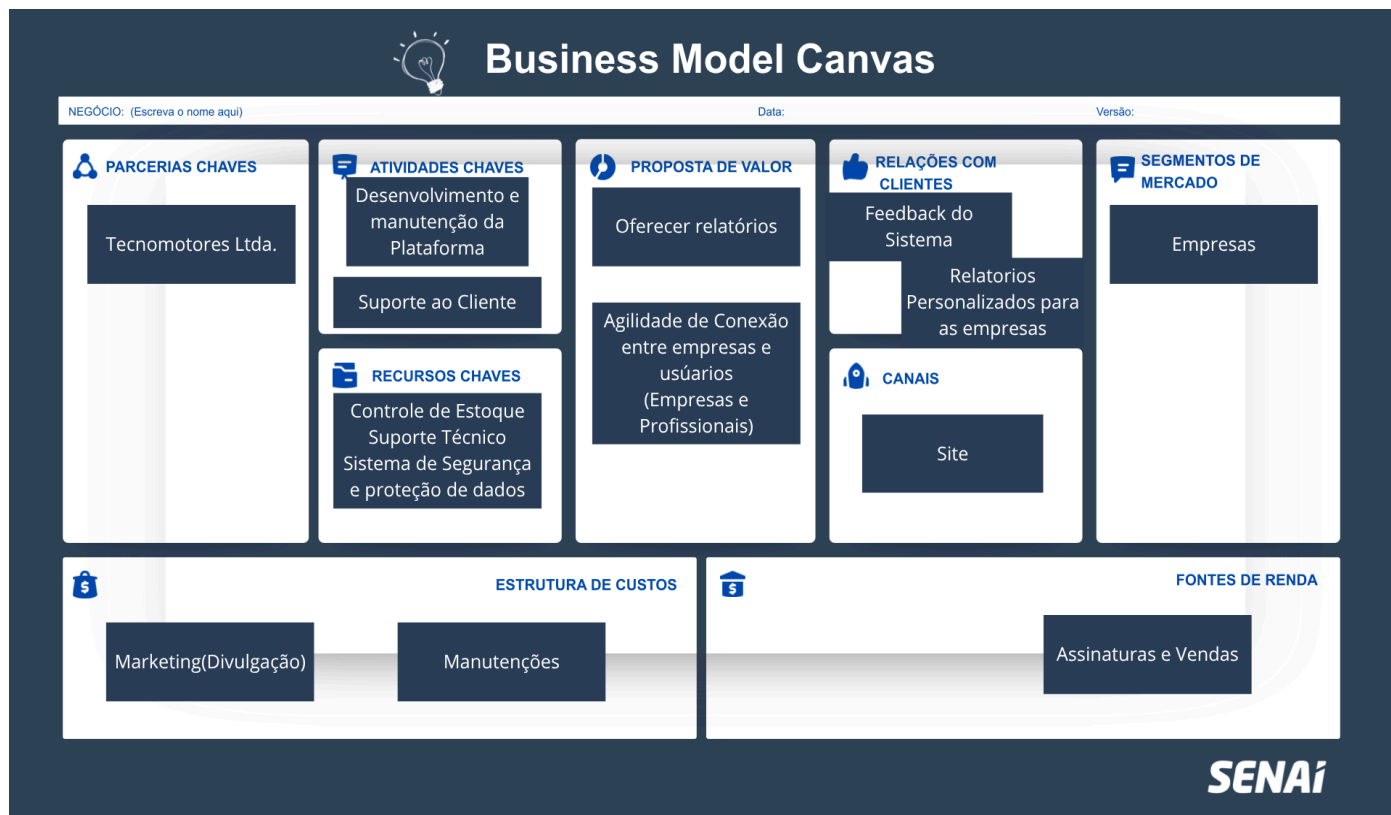 Business Model Canvas
NEGÓCIO: (Escreva o nome aqui)
Data:
Versão:
PARCERIAS CHAVES
Tecnomotores Ltda.
ATIVIDADES CHAVES
Desenvolvimento e
manutenção da
Plataforma
Suporte ao Cliente
RECURSOS CHAVES
Controle de Estoque
Suporte Técnico
Sistema de Segurança
e proteção de dados
PROPOSTA DE VALOR
Oferecer relatórios
Agilidade de Conexão
entre empresas e
usúarios
(Empresas e
Profissionais)
RELAÇÕES COM
CLIENTES
Feedback do
Sistema
Relatorios
Personalizados para
as empresas
CANAIS
Site
SEGMENTOS DE
MERCADO
Empresas
ESTRUTURA DE CUSTOS
Marketing(Divulgação)
Manutenções
FONTES DE RENDA
Assinaturas e Vendas
SENAI